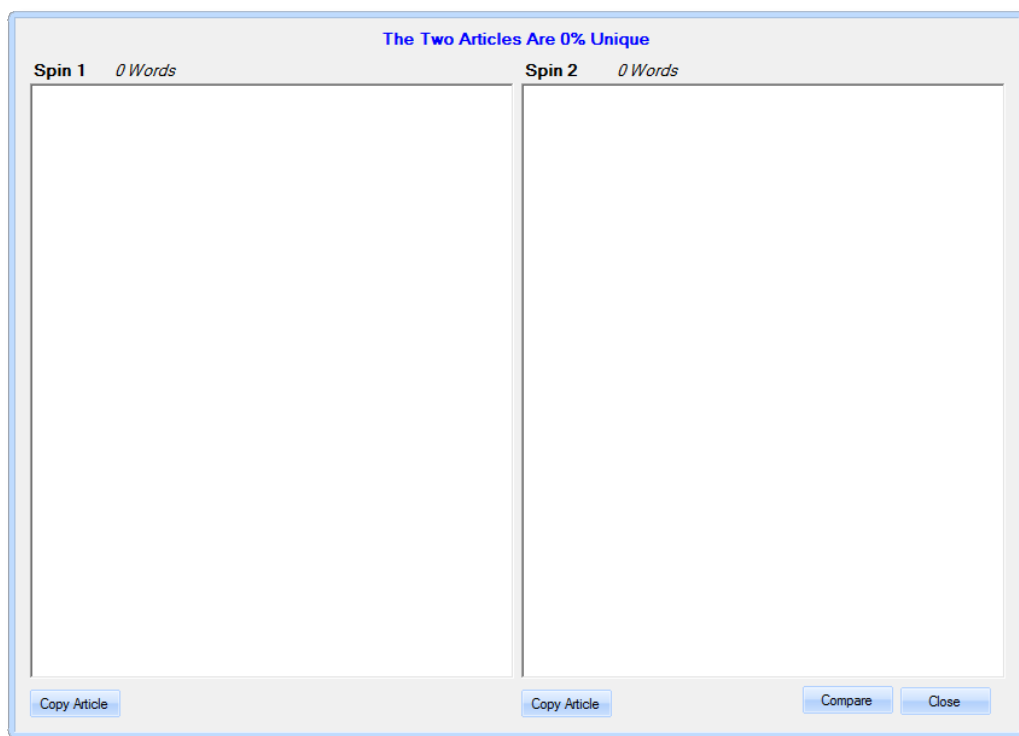 The Two Articles Are 0% Unique
Spin 1 0 Words
Spin 2 0 Words
Copy Article
Copy Article
Compare
Close